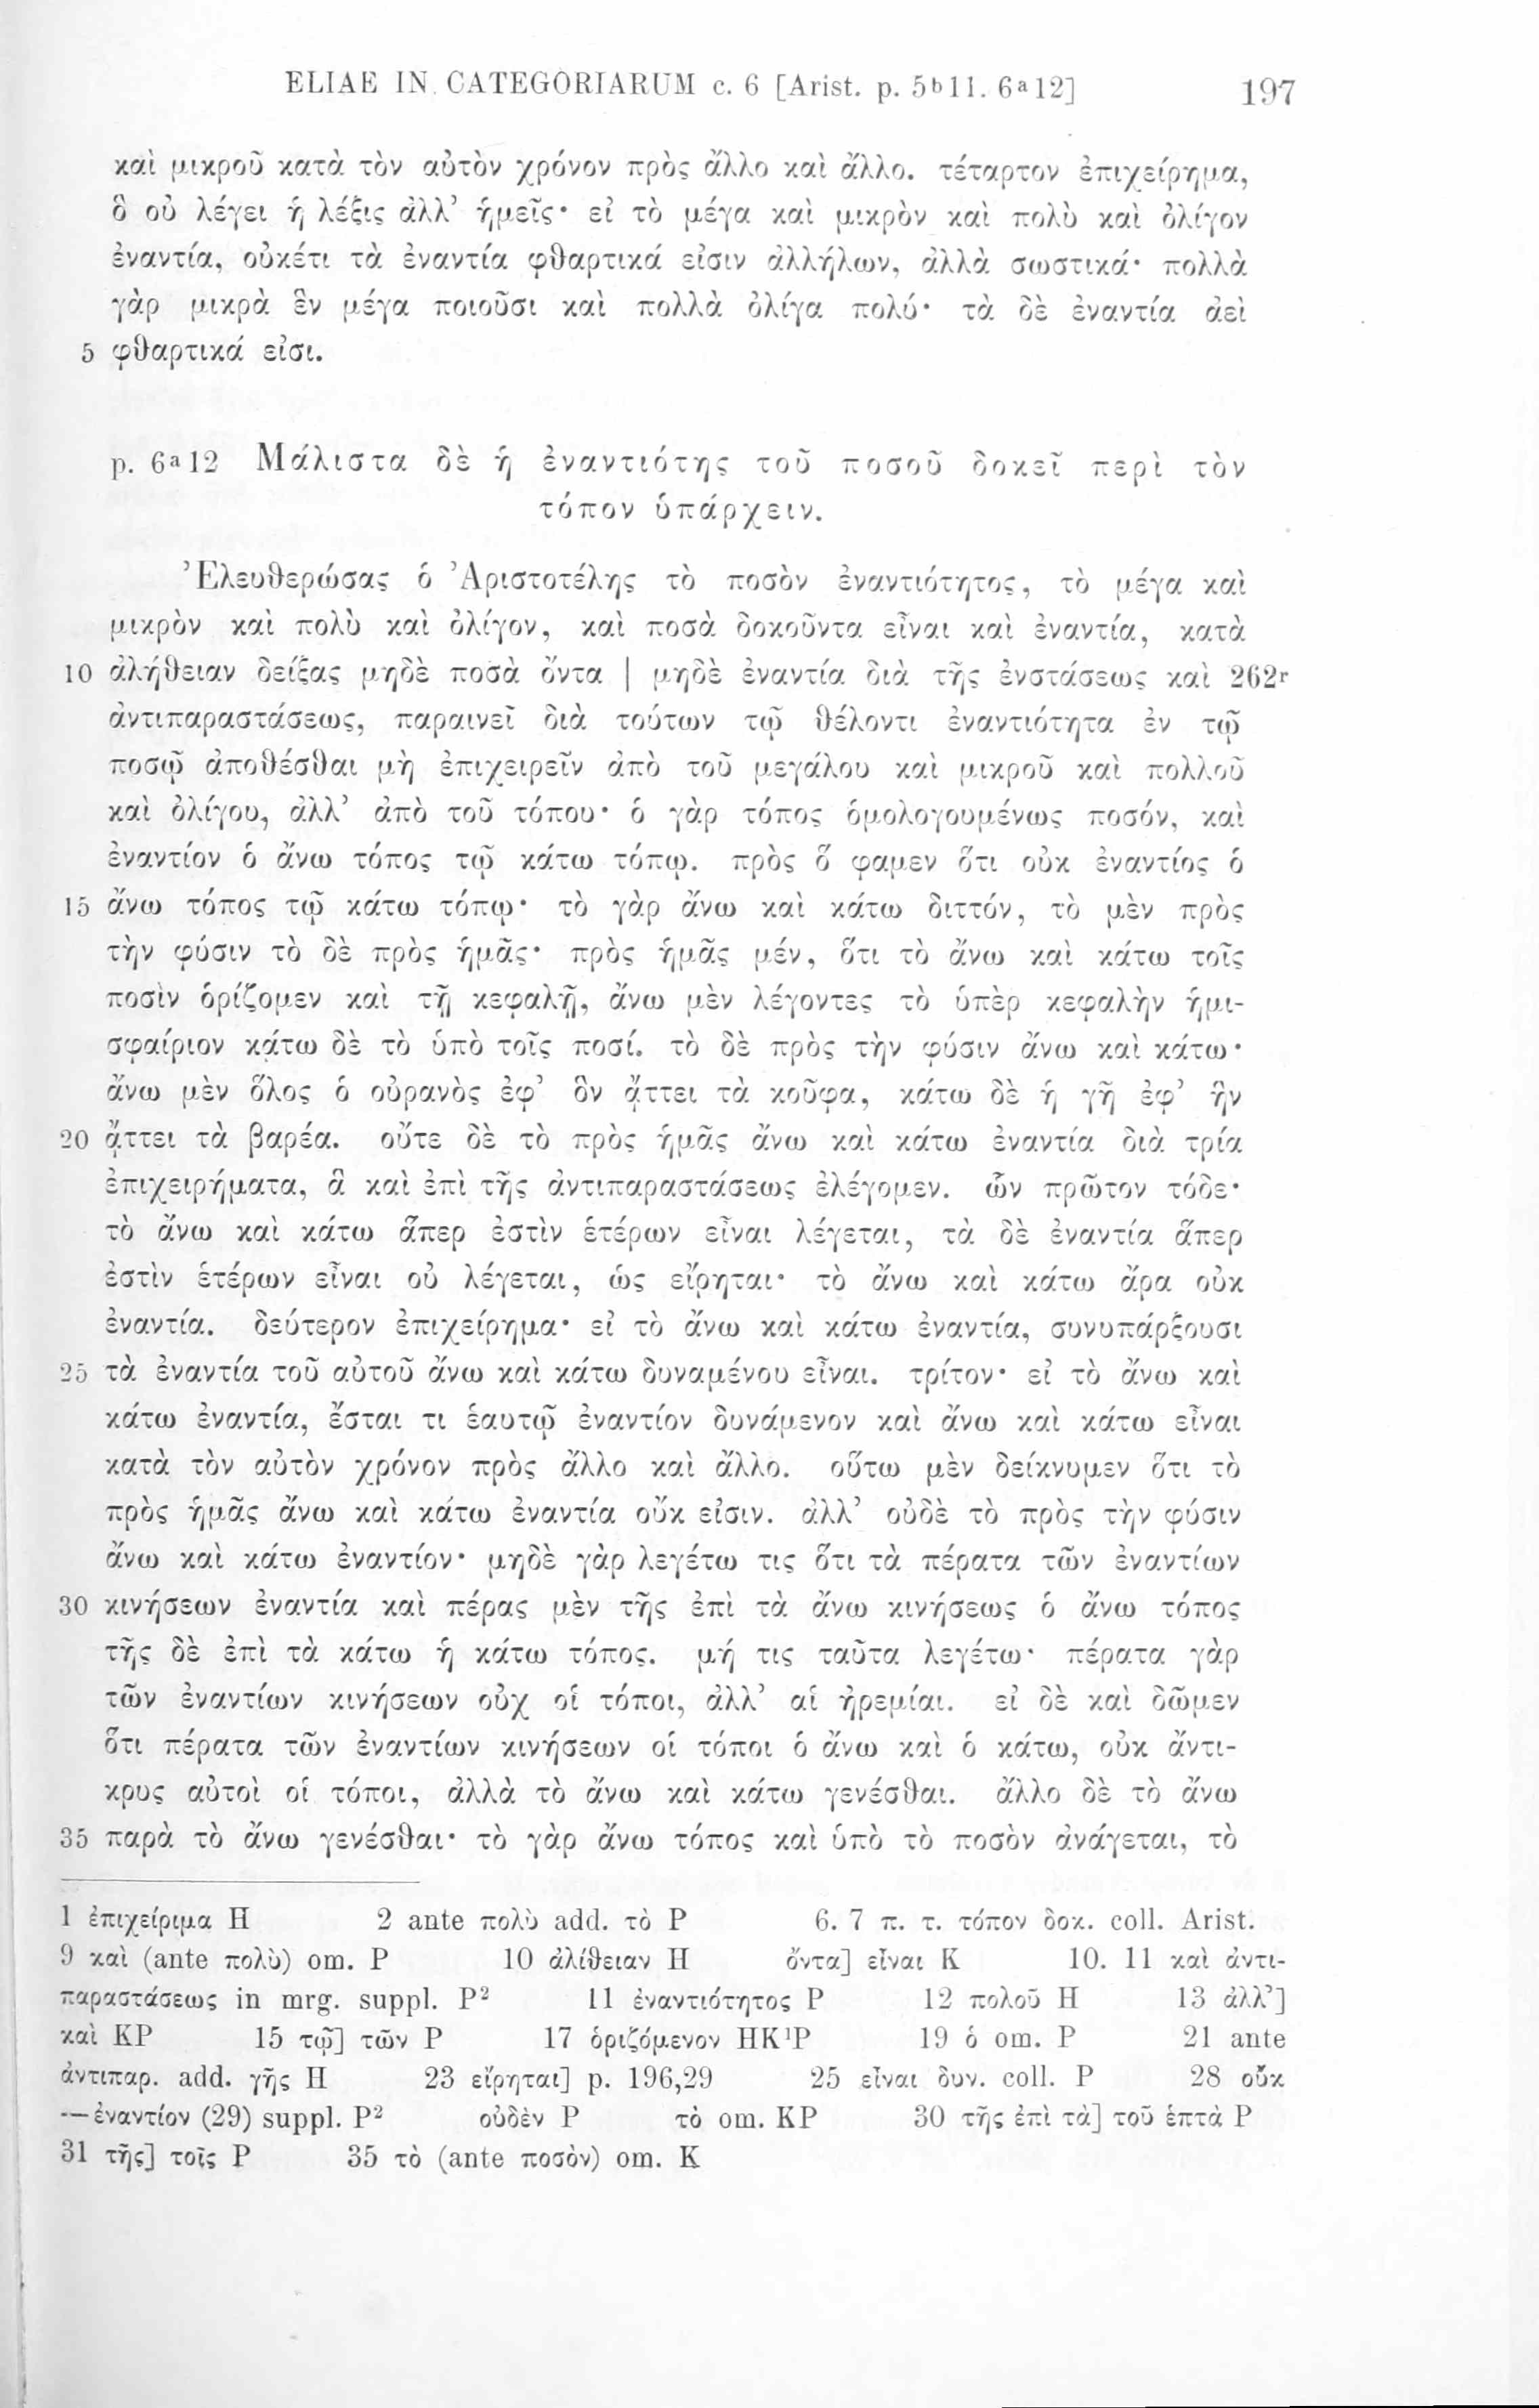 ELIAE IN CATEGORIARUM c. 6 [Arist. p. 5b11. 6a12] 197
καὶ μικροῦ κατὰ τὸν αὐτὸν χρόνον πρὸς ἄλλο καὶ ἄλλο. τέταρτον ἐπιχείρημα,
ὃ οὐ λέγει ἡ λέξις ἀλλ’ ἡμεῖς· εἰ τὸ μέγα καὶ μικρὸν καὶ πολὺ καὶ ὀλίγον
ἐναντία, οὐκέτι τὰ ἐναντία φθαρτικά εἰσιν ἀλλήλων, ἀλλὰ σωστικά· πολλὰ
γὰρ μικρὰ ἓν μέγα ποιοῦσι καὶ πολλὰ ὀλίγα πολύ· τὰ δὲ ἐναντία ἀεὶ
5 φθαρτικά εἰσι.
p. 6a12 Μάλιστα δὲ ἡ ἐναντιότης τοῦ ποσοῦ δοκεῖ περὶ τὸν
τόπον ὑπάρχειν.
Ἐλευθερώσας ὁ Ἀριστοτέλης τὸ ποσὸν ἐναντιότητος, τὸ μέγα καὶ
μικρὸν καὶ πολὺ καὶ ὀλίγον, καὶ ποσὰ δοκοῦντα εἶναι καὶ ἐναντία, κατὰ
10 ἀλήθειαν δείξας μηδὲ ποσὰ ὄντα | μηδὲ ἐναντία διὰ τῆς ἐνστάσεως καὶ 262r
ἀντιπαραστάσεως, παραινεῖ διὰ τούτων τῷ θέλοντι ἐναντιότητα ἐν τῷ
ποσῷ ἀποθέσθαι μὴ ἐπιχειρεῖν ἀπὸ τοῦ μεγάλου καὶ μικροῦ καὶ πολλοῦ
καὶ ὀλίγου, ἀλλ’ ἀπὸ τοῦ τόπου· ὁ γὰρ τόπος ὁμολογουμένως ποσόν, καὶ
ἐναντίον ὁ ἄνω τόπος τῷ κάτω τόπῳ. πρὸς ὅ φαμεν ὅτι οὐκ ἐναντίος ὁ
15 ἄνω τόπος τῷ κάτω τόπῳ· τὸ γὰρ ἄνω καὶ κάτω διττόν, τὸ μὲν πρὸς
τὴν φύσιν τὸ δὲ πρὸς ἡμᾶς· πρὸς ἡμᾶς μέν, ὅτι τὸ ἄνω καὶ κάτω τοῖς
ποσὶν ὁρίζομεν καὶ τῇ κεφαλῇ, ἄνω μὲν λέγοντες τὸ ὑπὲρ κεφαλὴν ἡμι-
σφαίριον κάτω δὲ τὸ ὑπὸ τοῖς ποσί. τὸ δὲ πρὸς τὴν φύσιν ἄνω καὶ κάτω·
ἄνω μὲν ὅλος ὁ οὐρανὸς ἐφ’ ὃν ᾄττει τὰ κοῦφα, κάτω δὲ ἡ γῆ ἐφ’ ἣν
20 ᾄττει τὰ βαρέα. οὔτε δὲ τὸ πρὸς ἡμᾶς ἄνω καὶ κάτω ἐναντία διὰ τρία
ἐπιχειρήματα, ἃ καὶ ἐπὶ τῆς ἀντιπαραστάσεως ἐλέγομεν. ὧν πρῶτον τόδε·
τὸ ἄνω καὶ κάτω ἅπερ ἐστὶν ἑτέρων εἶναι λέγεται, τὰ δὲ ἐναντία ἅπερ
ἐστὶν ἑτέρων εἶναι οὐ λέγεται, ὡς εἴρηται· τὸ ἄνω καὶ κάτω ἄρα οὐκ
ἐναντία. δεύτερον ἐπιχείρημα· εἰ τὸ ἄνω καὶ κάτω ἐναντία, συνυπάρξουσι
25 τὰ ἐναντία τοῦ αὐτοῦ ἄνω καὶ κάτω δυναμένου εἶναι. τρίτον· εἰ τὸ ἄνω καὶ
κάτω ἐναντία, ἔσται τι ἑαυτῷ ἐναντίον δυνάμενον καὶ ἄνω καὶ κάτω εἶναι
κατὰ τὸν αὐτὸν χρόνον πρὸς ἄλλο καὶ ἄλλο. οὕτω μὲν δείκνυμεν ὅτι τὸ
πρὸς ἡμᾶς ἄνω καὶ κάτω ἐναντία οὔκ εἰσιν. ἀλλ’ οὐδὲ τὸ πρὸς τὴν φύσιν
ἄνω καὶ κάτω ἐναντίον· μηδὲ γὰρ λεγέτω τις ὅτι τὰ πέρατα τῶν ἐναντίων
30 κινήσεων ἐναντία καὶ πέρας μὲν τῆς ἐπὶ τὰ ἄνω κινήσεως ὁ ἄνω τόπος
τῆς δὲ ἐπὶ τὰ κάτω ἡ κάτω τόπος. μή τις ταῦτα λεγέτω· πέρατα γὰρ
τῶν ἐναντίων κινήσεων οὐχ οἱ τόποι, ἀλλ’ αἱ ἠρεμίαι. εἰ δὲ καὶ δῶμεν
ὅτι πέρατα τῶν ἐναντίων κινήσεων οἱ τόποι ὁ ἄνω καὶ ὁ κάτω, οὐκ ἄντι-
κρυς αὐτοὶ οἱ τόποι, ἀλλὰ τὸ ἄνω καὶ κάτω γενέσθαι. ἄλλο δὲ τὸ ἄνω
35 παρὰ τὸ ἄνω γενέσθαι· τὸ γὰρ ἄνω τόπος καὶ ὑπὸ τὸ ποσὸν ἀνάγεται, τὸ
1 ἐπιχείριμα H 2 ante πολὺ add. τὸ P 6. 7 π. τ. τόπον δοκ. coll. Arist.
9 καὶ (ante πολὺ) om. P 10 ἀλίθειαν H ὄντα] εἶναι K 10. 11 καὶ ἀντι-
παραστάσεως in mrg. suppl. P² 11 ἐναντιότητος P 12 πολοῦ H 13 ἀλλ’]
καὶ KP 15 τῷ] τῶν P 17 ὁριζόμενον HK¹P 19 ὁ om. P 21 ante
ἀντιπαρ. add. γῆς H 23 εἴρηται] p. 196,29 25 εἶναι δυν. coll. P 28 οὔκ
—ἐναντίον (29) suppl. P² οὐδὲν P τὸ om. KP 30 τῆς ἐπὶ τὰ] τοῦ ἑπτὰ P
31 τῆς] τοῖς P 35 τὸ (ante ποσὸν) om. K